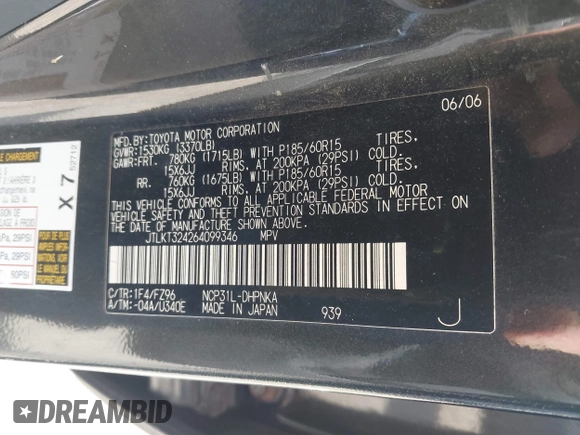 06/06
MFD.BY:TOYOTA MOTOR CORPORATION
GVWR:1530KG (3370LB)
GAWR:FRT. 780KG (1715LB) WITH P185/60R15 TIRES.
15X6JJ RIMS, AT 200KPA (29PSI) COLD.
RR. 760KG (1675LB) WITH P185/60R15 TIRES.
15X6JJ RIMS, AT 200KPA (29PSI) COLD.
THIS VEHICLE CONFORMS TO ALL APPLICABLE FEDERAL MOTOR
VEHICLE SAFETY AND THEFT PREVENTION STANDARDS IN EFFECT ON
THE DATE OF MANUFACTURE SHOWN ABOVE.
JTLKT324264099346 MPV
C/TR:1F4/FZ96 NCP31L-DHPNKA
A/TM:-04A/U340E MADE IN JAPAN 939
J
X 7
52712
29PSI
29PSI
60PSI
DREAMBID